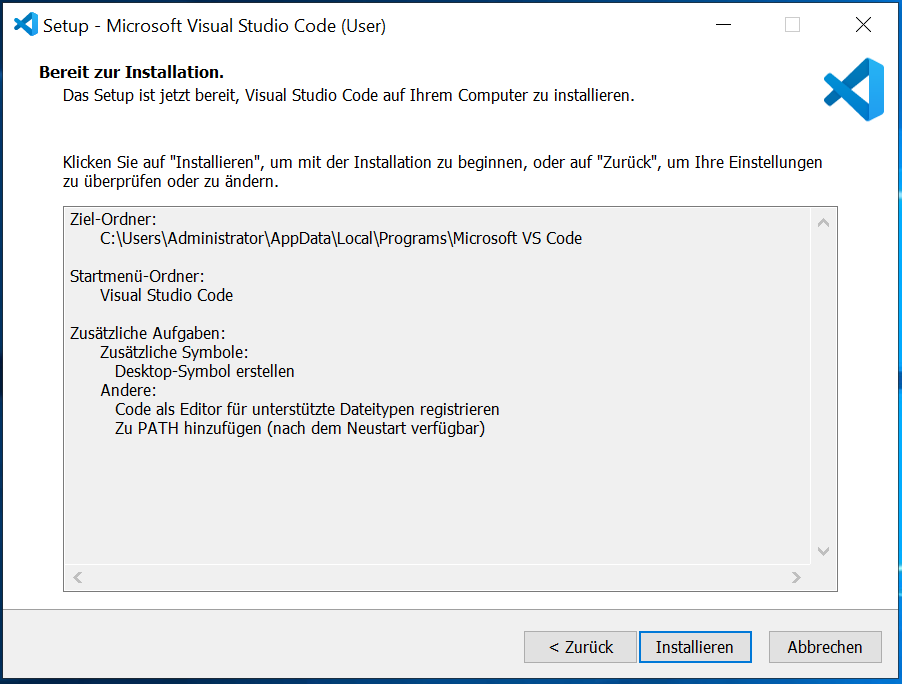 Setup - Microsoft Visual Studio Code (User)
Bereit zur Installation.
Das Setup ist jetzt bereit, Visual Studio Code auf Ihrem Computer zu installieren.
Klicken Sie auf "Installieren", um mit der Installation zu beginnen, oder auf "Zurück", um Ihre Einstellungen
zu überprüfen oder zu ändern.
Ziel-Ordner:
C:\Users\Administrator\AppData\Local\Programs\Microsoft VS Code
Startmenü-Ordner:
Visual Studio Code
Zusätzliche Aufgaben:
Zusätzliche Symbole:
Desktop-Symbol erstellen
Andere:
Code als Editor für unterstützte Dateitypen registrieren
Zu PATH hinzufügen (nach dem Neustart verfügbar)
< Zurück Installieren Abbrechen